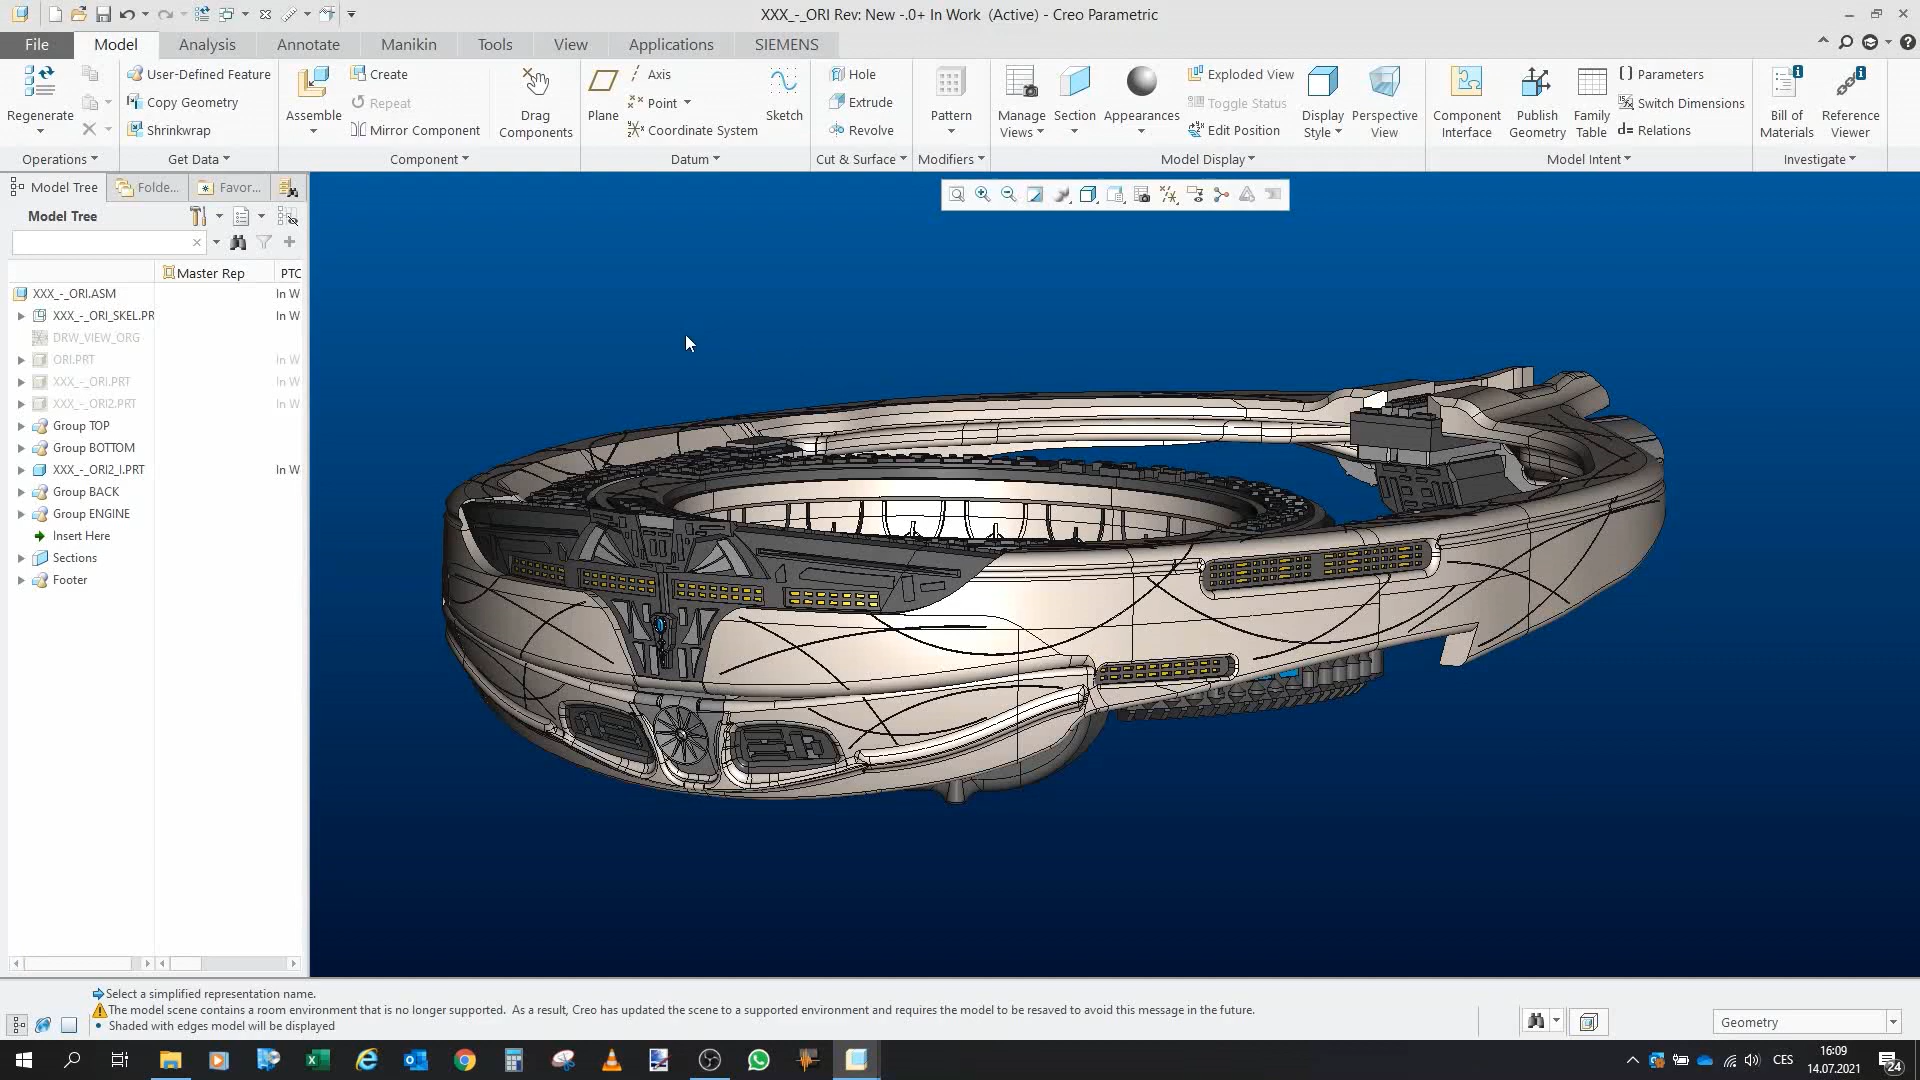 XXX_-_ORI Rev: New -.0+ In Work (Active) - Creo Parametric
File Model Analysis Annotate Manikin Tools View Applications SIEMENS
Regenerate
Operations
User-Defined Feature
Copy Geometry
Shrinkwrap
Get Data
Assemble
Create
Repeat
Mirror Component
Drag
Components
Component
Plane
Axis
Point
Coordinate System
Sketch
Datum
Hole
Extrude
Revolve
Cut & Surface
Pattern
Modifiers
Manage
Views
Section
Appearances
Exploded View
Toggle Status
Edit Position
Display
Style
Perspective
View
Model Display
Component
Interface
Publish
Geometry
Family
Table
Parameters
Switch Dimensions
d= Relations
Model Intent
Bill of
Materials
Reference
Viewer
Investigate
Model Tree Folde... Favor...
Model Tree
Master Rep PTC
XXX_-_ORI.ASM In W
XXX_-_ORI_SKEL.PR In W
DRW_VIEW_ORG
ORI.PRT In W
XXX_-_ORI.PRT In W
XXX_-_ORI2.PRT In W
Group TOP
Group BOTTOM
XXX_-_ORI2_I.PRT In W
Group BACK
Group ENGINE
Insert Here
Sections
Footer
Select a simplified representation name.
The model scene contains a room environment that is no longer supported. As a result, Creo has updated the scene to a supported environment and requires the model to be resaved to avoid this message in the future.
• Shaded with edges model will be displayed
Geometry
CES
16:09
14.07.2021
24